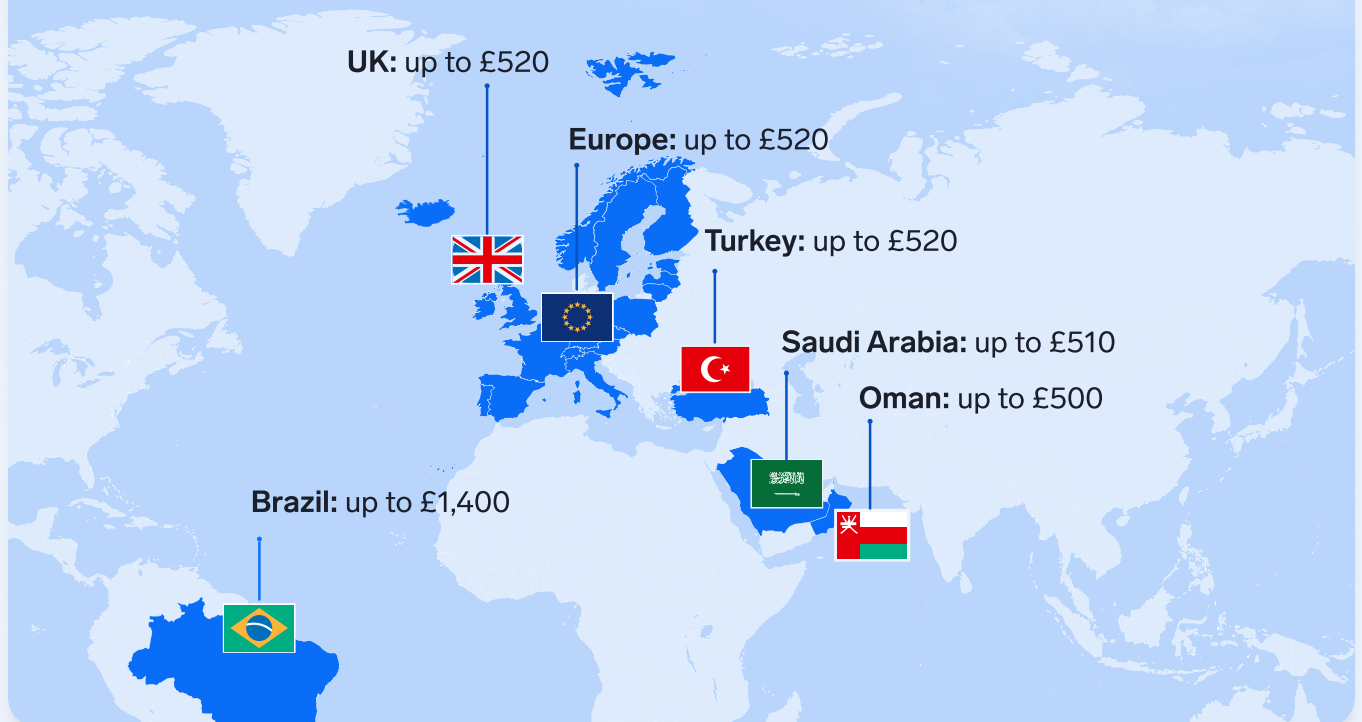 UK: up to £520
Europe: up to £520
Turkey: up to £520
Saudi Arabia: up to £510
Oman: up to £500
Brazil: up to £1,400